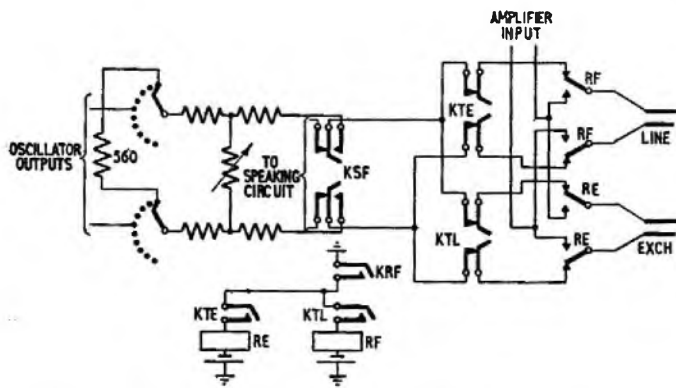 AMPLIFIER
INPUT
RF
KTE
OSCILLATOR
OUTPUTS
560
TO
SPEAKING
CIRCUIT
KSF
RF
LINE
RE
KTL
RE
EXCH
KRF
KTE
KTL
RE
RF